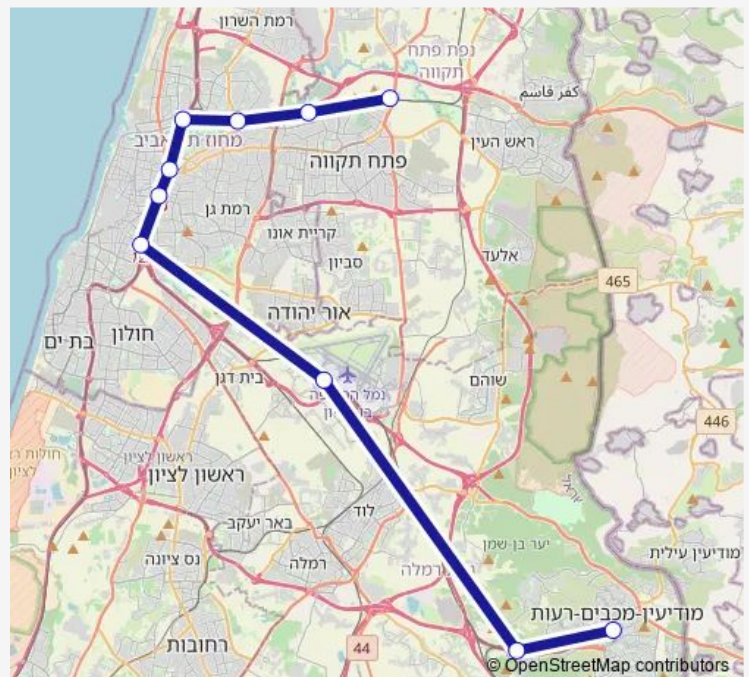 רמת השרון
נפת פתח
תקווה
כפר קאסם
ראש העין
פתח תקווה
רמת גן
קריית אונו
סביון
אלעד
465
אור יהודה
חולון
בת ים
בית דגן
שוהם
446
ראשון לציון
ראשון לציון
לוד
באר יעקב
יער בן-שמן
מודיעין עילית
נס ציונה
רמלה
מודיעין-מכבים-רעות
רחובות
44
© OpenStreetMap contributors